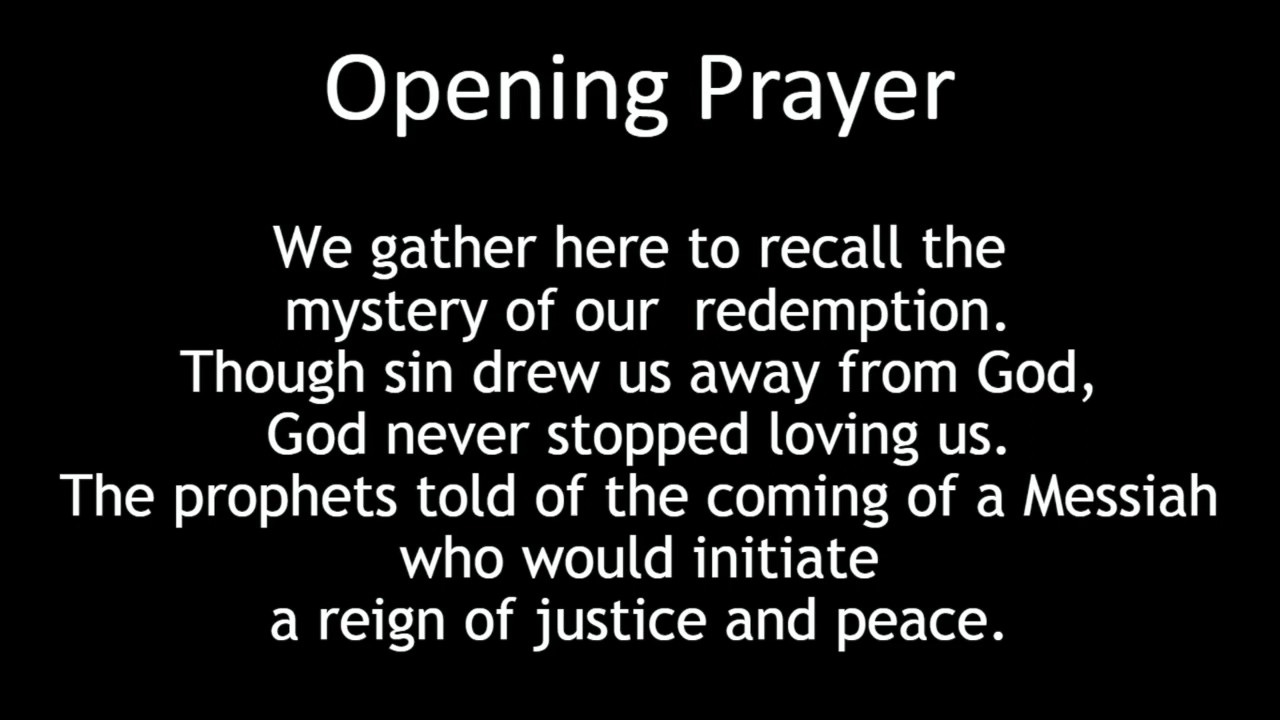 Opening Prayer
We gather here to recall the
mystery of our  redemption.
Though sin drew us away from God,
God never stopped loving us.
The prophets told of the coming of a Messiah
who would initiate
a reign of justice and peace.